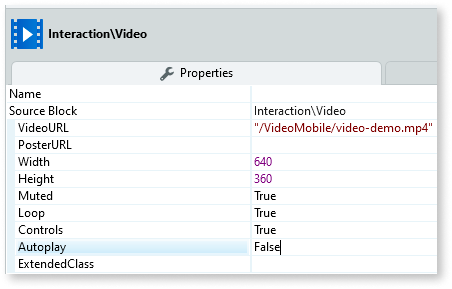 Interaction\Video
Properties
Name
Source Block Interaction\Video
VideoURL "/VideoMobile/video-demo.mp4"
PosterURL
Width 640
Height 360
Muted True
Loop True
Controls True
Autoplay False
ExtendedClass